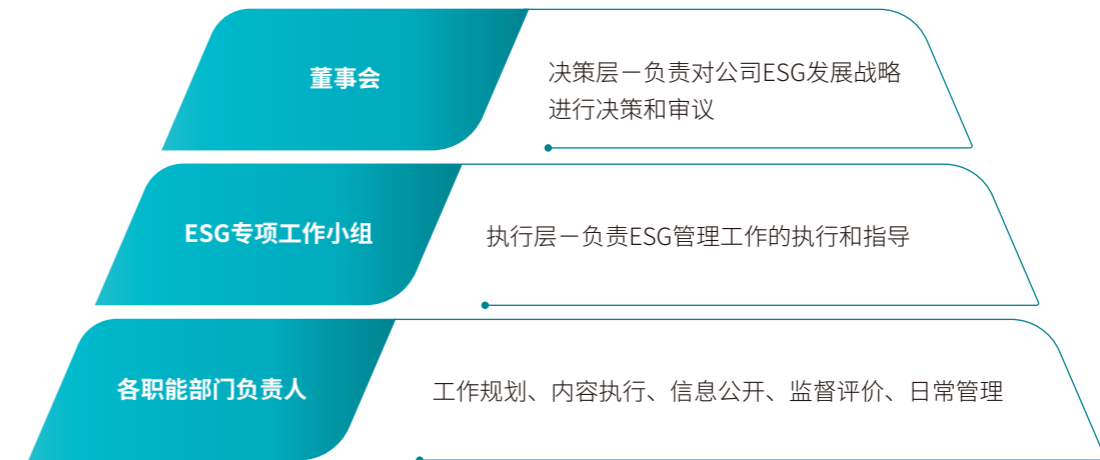 董事会
决策层－负责对公司ESG发展战略
进行决策和审议
ESG专项工作小组
执行层－负责ESG管理工作的执行和指导
各职能部门负责人
工作规划、内容执行、信息公开、监督评价、日常管理